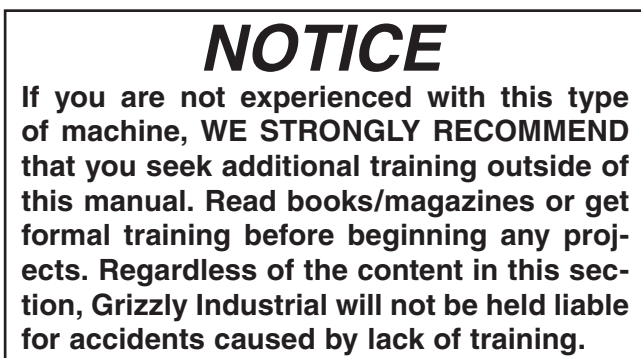 NOTICE
If you are not experienced with this type
of machine, WE STRONGLY RECOMMEND
that you seek additional training outside of
this manual. Read books/magazines or get
formal training before beginning any proj-
ects. Regardless of the content in this sec-
tion, Grizzly Industrial will not be held liable
for accidents caused by lack of training.